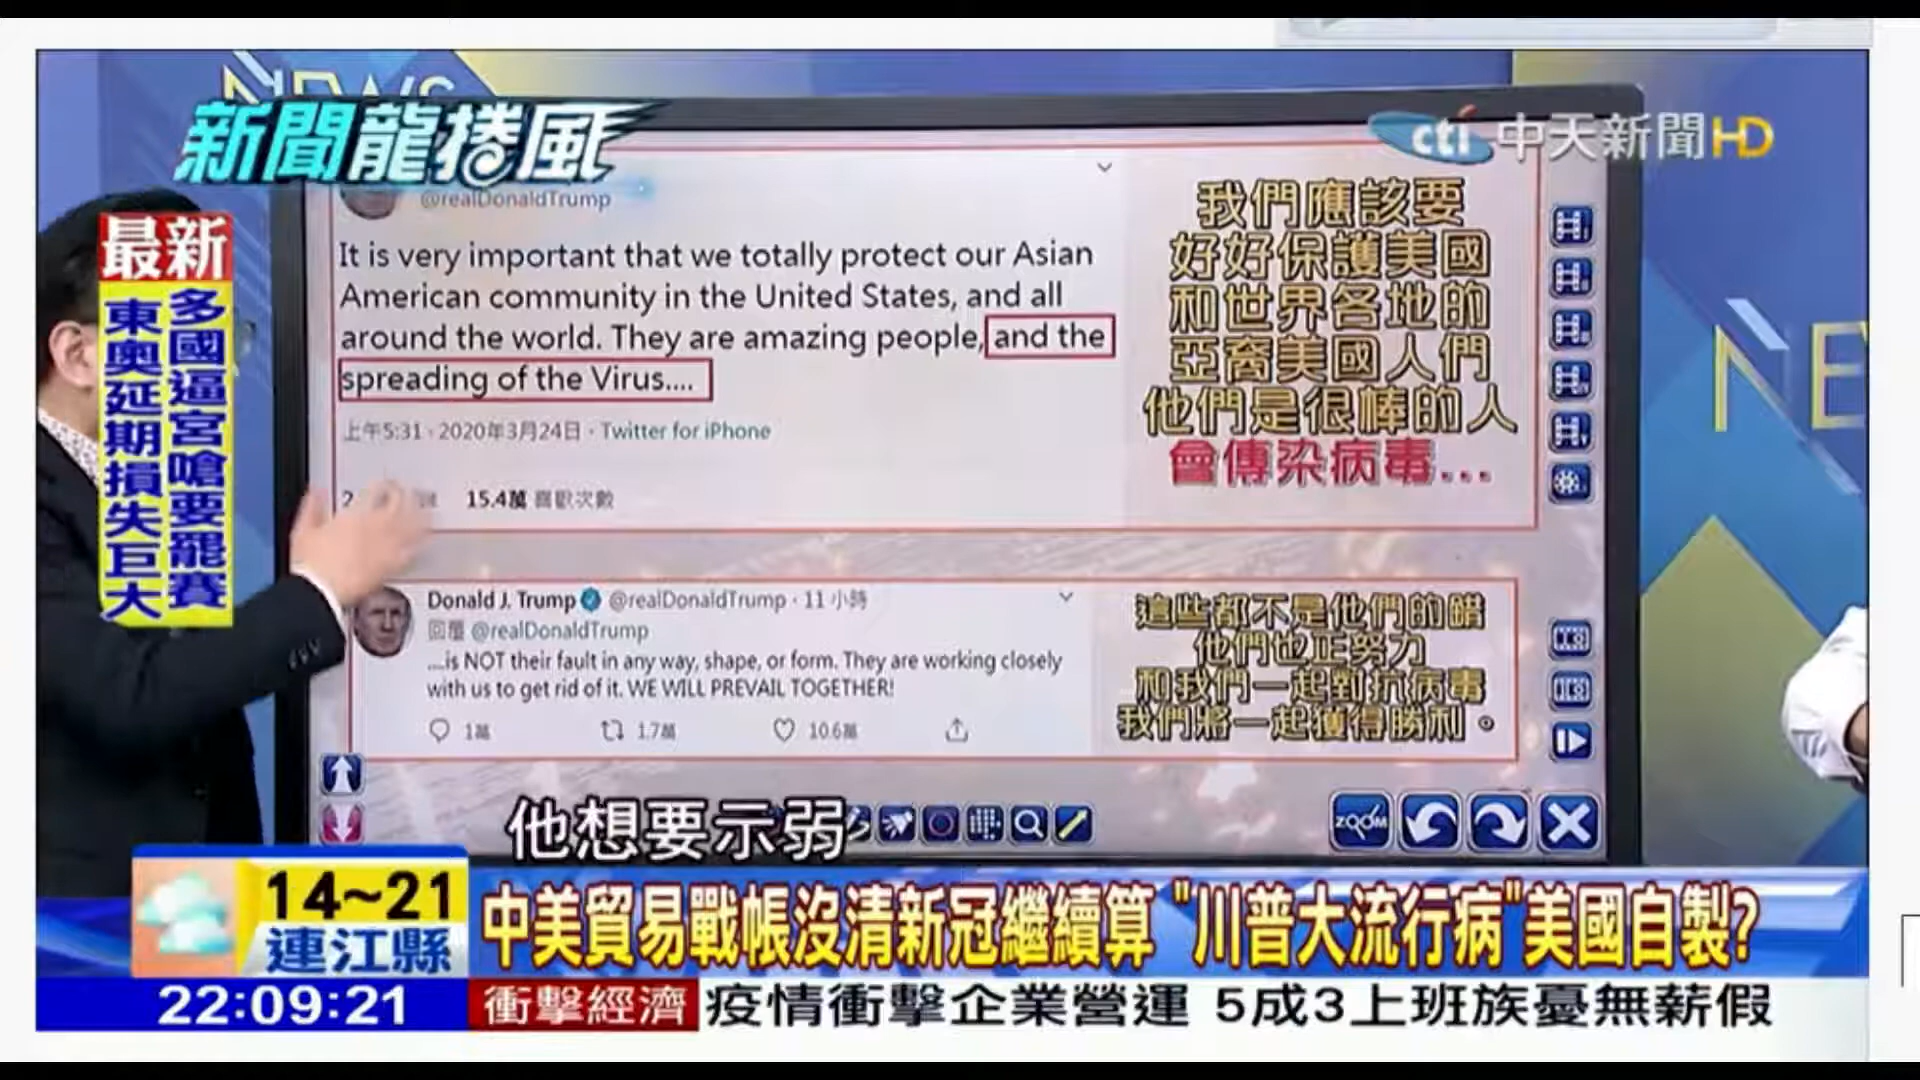 NEWS
新聞龍捲風
cti 中天新聞HD
最新
多國逼宮嗆要罷賽
東奧延期損失巨大
@realDonaldTrump
It is very important that we totally protect our Asian
American community in the United States, and all
around the world. They are amazing people, and the
spreading of the Virus....
上午5:31 · 2020年3月24日 · Twitter for iPhone
15.4萬 喜歡次數
我們應該要
好好保護美國
和世界各地的
亞裔美國人們
他們是很棒的人
會傳染病毒...
Donald J. Trump @realDonaldTrump · 11 小時
回覆 @realDonaldTrump
....is NOT their fault in any way, shape, or form. They are working closely
with us to get rid of it. WE WILL PREVAIL TOGETHER!
1萬 1.7萬 10.6萬
這些都不是他們的錯
他們也正努力
和我們一起對抗病毒
我們將一起獲得勝利。
ZOOM
他想要示弱
14~21
連江縣
中美貿易戰帳沒清新冠繼續算 "川普大流行病"美國自製?
22:09:21
衝擊經濟 疫情衝擊企業營運 5成3上班族憂無薪假